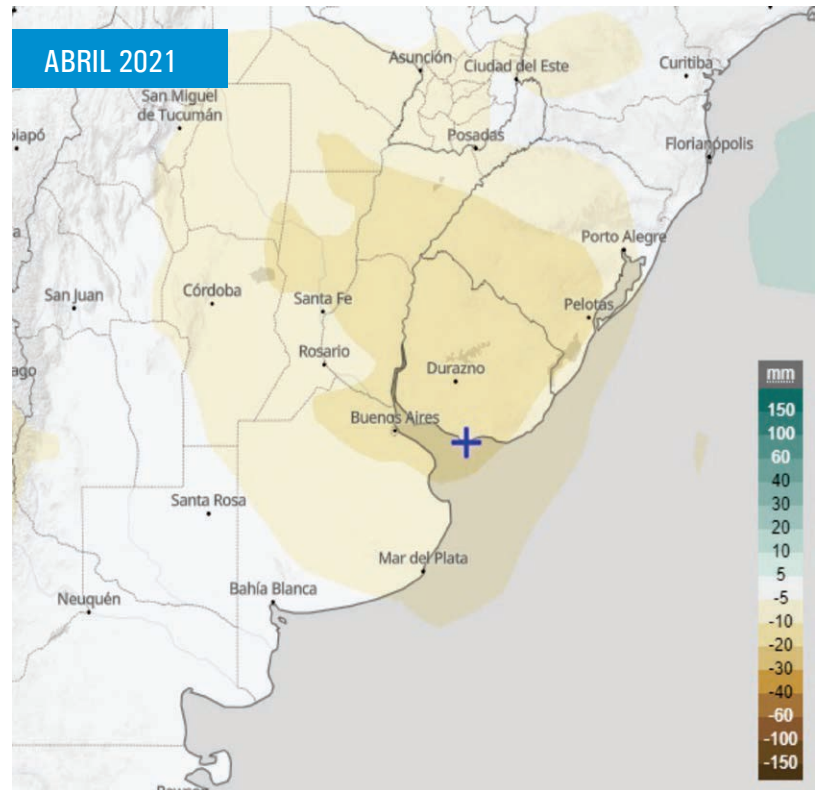 ABRIL 2021
Asunción
Ciudad del Este
Curitiba
San Miguel
de Tucumán
iapó
Posadas
Florianópolis
a
Porto Alegre
San Juan
Córdoba
Santa Fe
Pelotas
Rosario
ago
Durazno
mm
Buenos Aires
150
100
60
40
30
20
10
5
-5
-10
-20
-30
-40
-60
-100
-150
Santa Rosa
Mar del Plata
Bahía Blanca
Neuquén